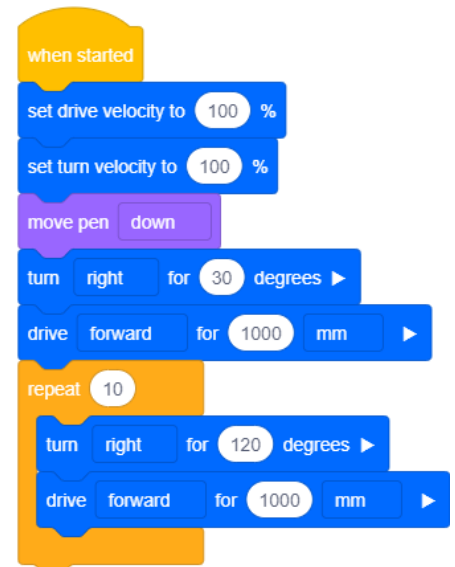 when started
set drive velocity to 100 %
set turn velocity to 100 %
move pen down
turn right for 30 degrees
drive forward for 1000 mm
repeat 10
turn right for 120 degrees
drive forward for 1000 mm